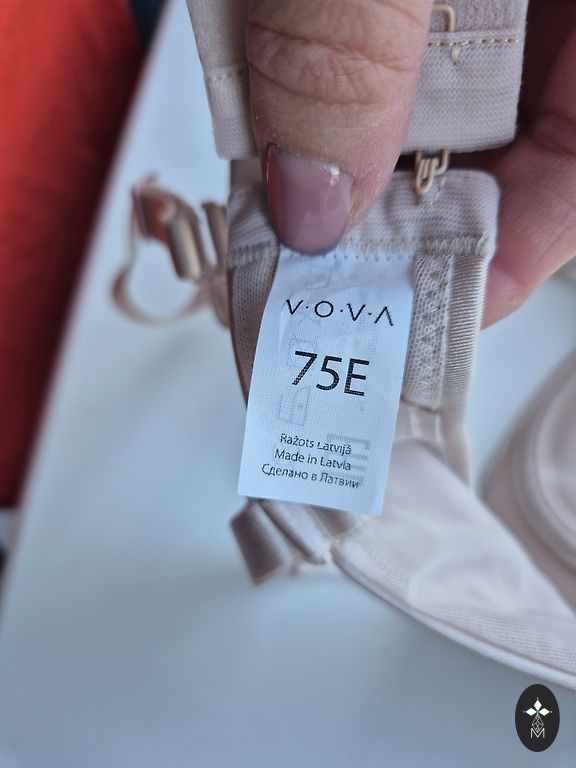 V·O·V·A
75E
Ražots Latvijā
Made in Latvia
Сделано в Латвии
M